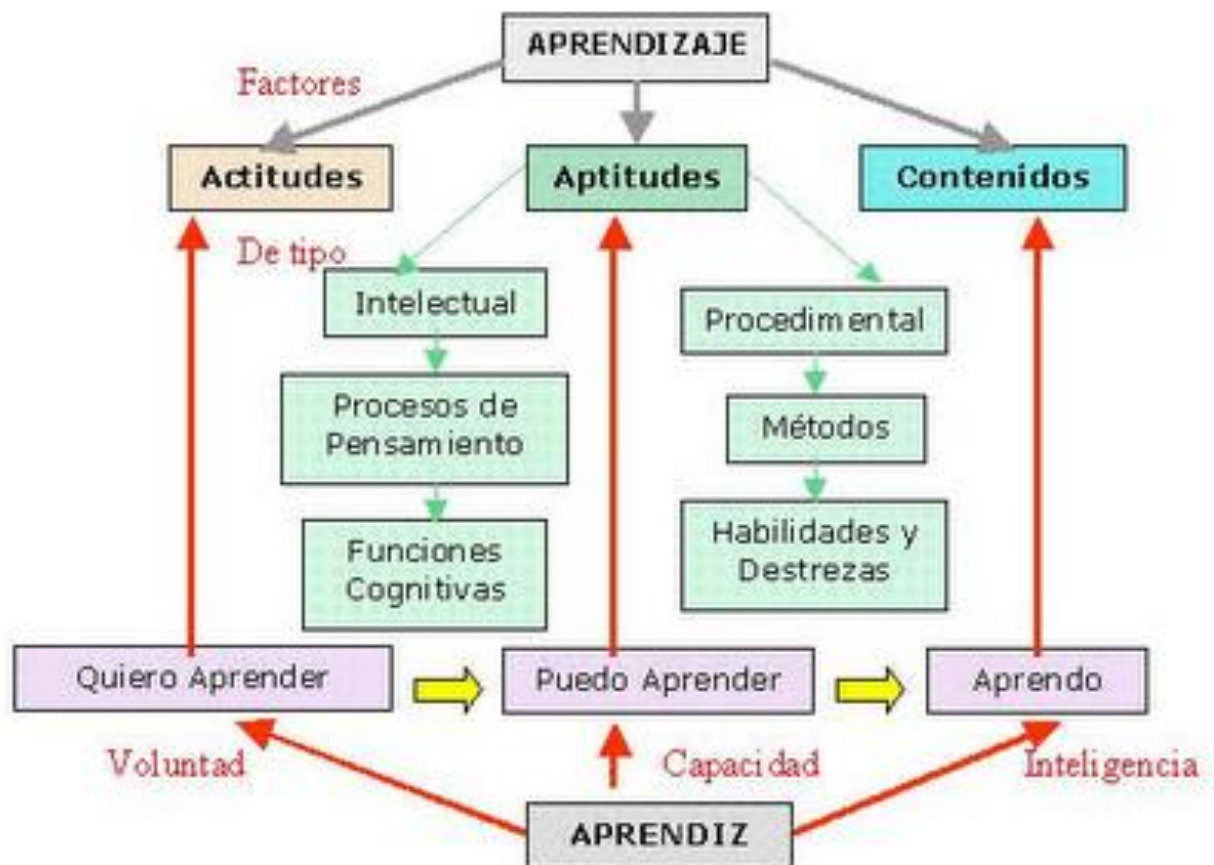 APRENDIZAJE
Factores
Actitudes
Aptitudes
Contenidos
De tipo
Intelectual
Procedimental
Procesos de
Pensamiento
Métodos
Funciones
Cognitivas
Habilidades y
Destrezas
Quiero Aprender
Puedo Aprender
Aprendo
Voluntad
Capacidad
Inteligencia
APRENDIZ